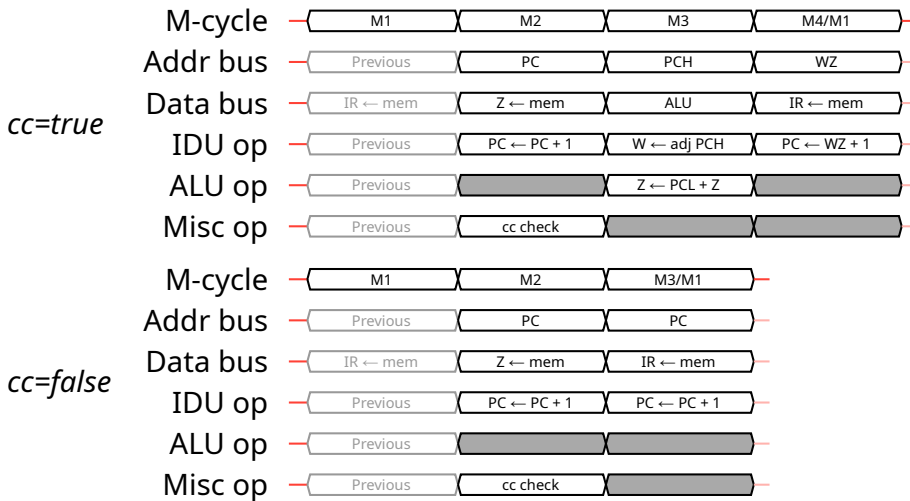 M-cycle M1 M2 M3 M4/M1
Addr bus Previous PC PCH WZ
cc=true
Data bus IR ← mem Z ← mem ALU IR ← mem
IDU op Previous PC ← PC + 1 W ← adj PCH PC ← WZ + 1
ALU op Previous Z ← PCL + Z
Misc op Previous cc check
M-cycle M1 M2 M3/M1
Addr bus Previous PC PC
cc=false
Data bus IR ← mem Z ← mem IR ← mem
IDU op Previous PC ← PC + 1 PC ← PC + 1
ALU op Previous
Misc op Previous cc check